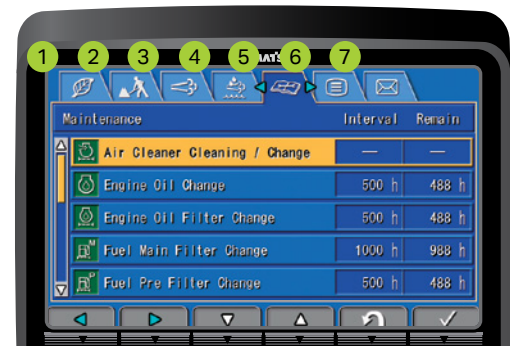 1 2 3 4 5 6 7
Maintenance Interval Remain
Air Cleaner Cleaning / Change — —
Engine Oil Change 500 h 488 h
Engine Oil Filter Change 500 h 488 h
M
Fuel Main Filter Change 1000 h 988 h
P
Fuel Pre Filter Change 500 h 488 h